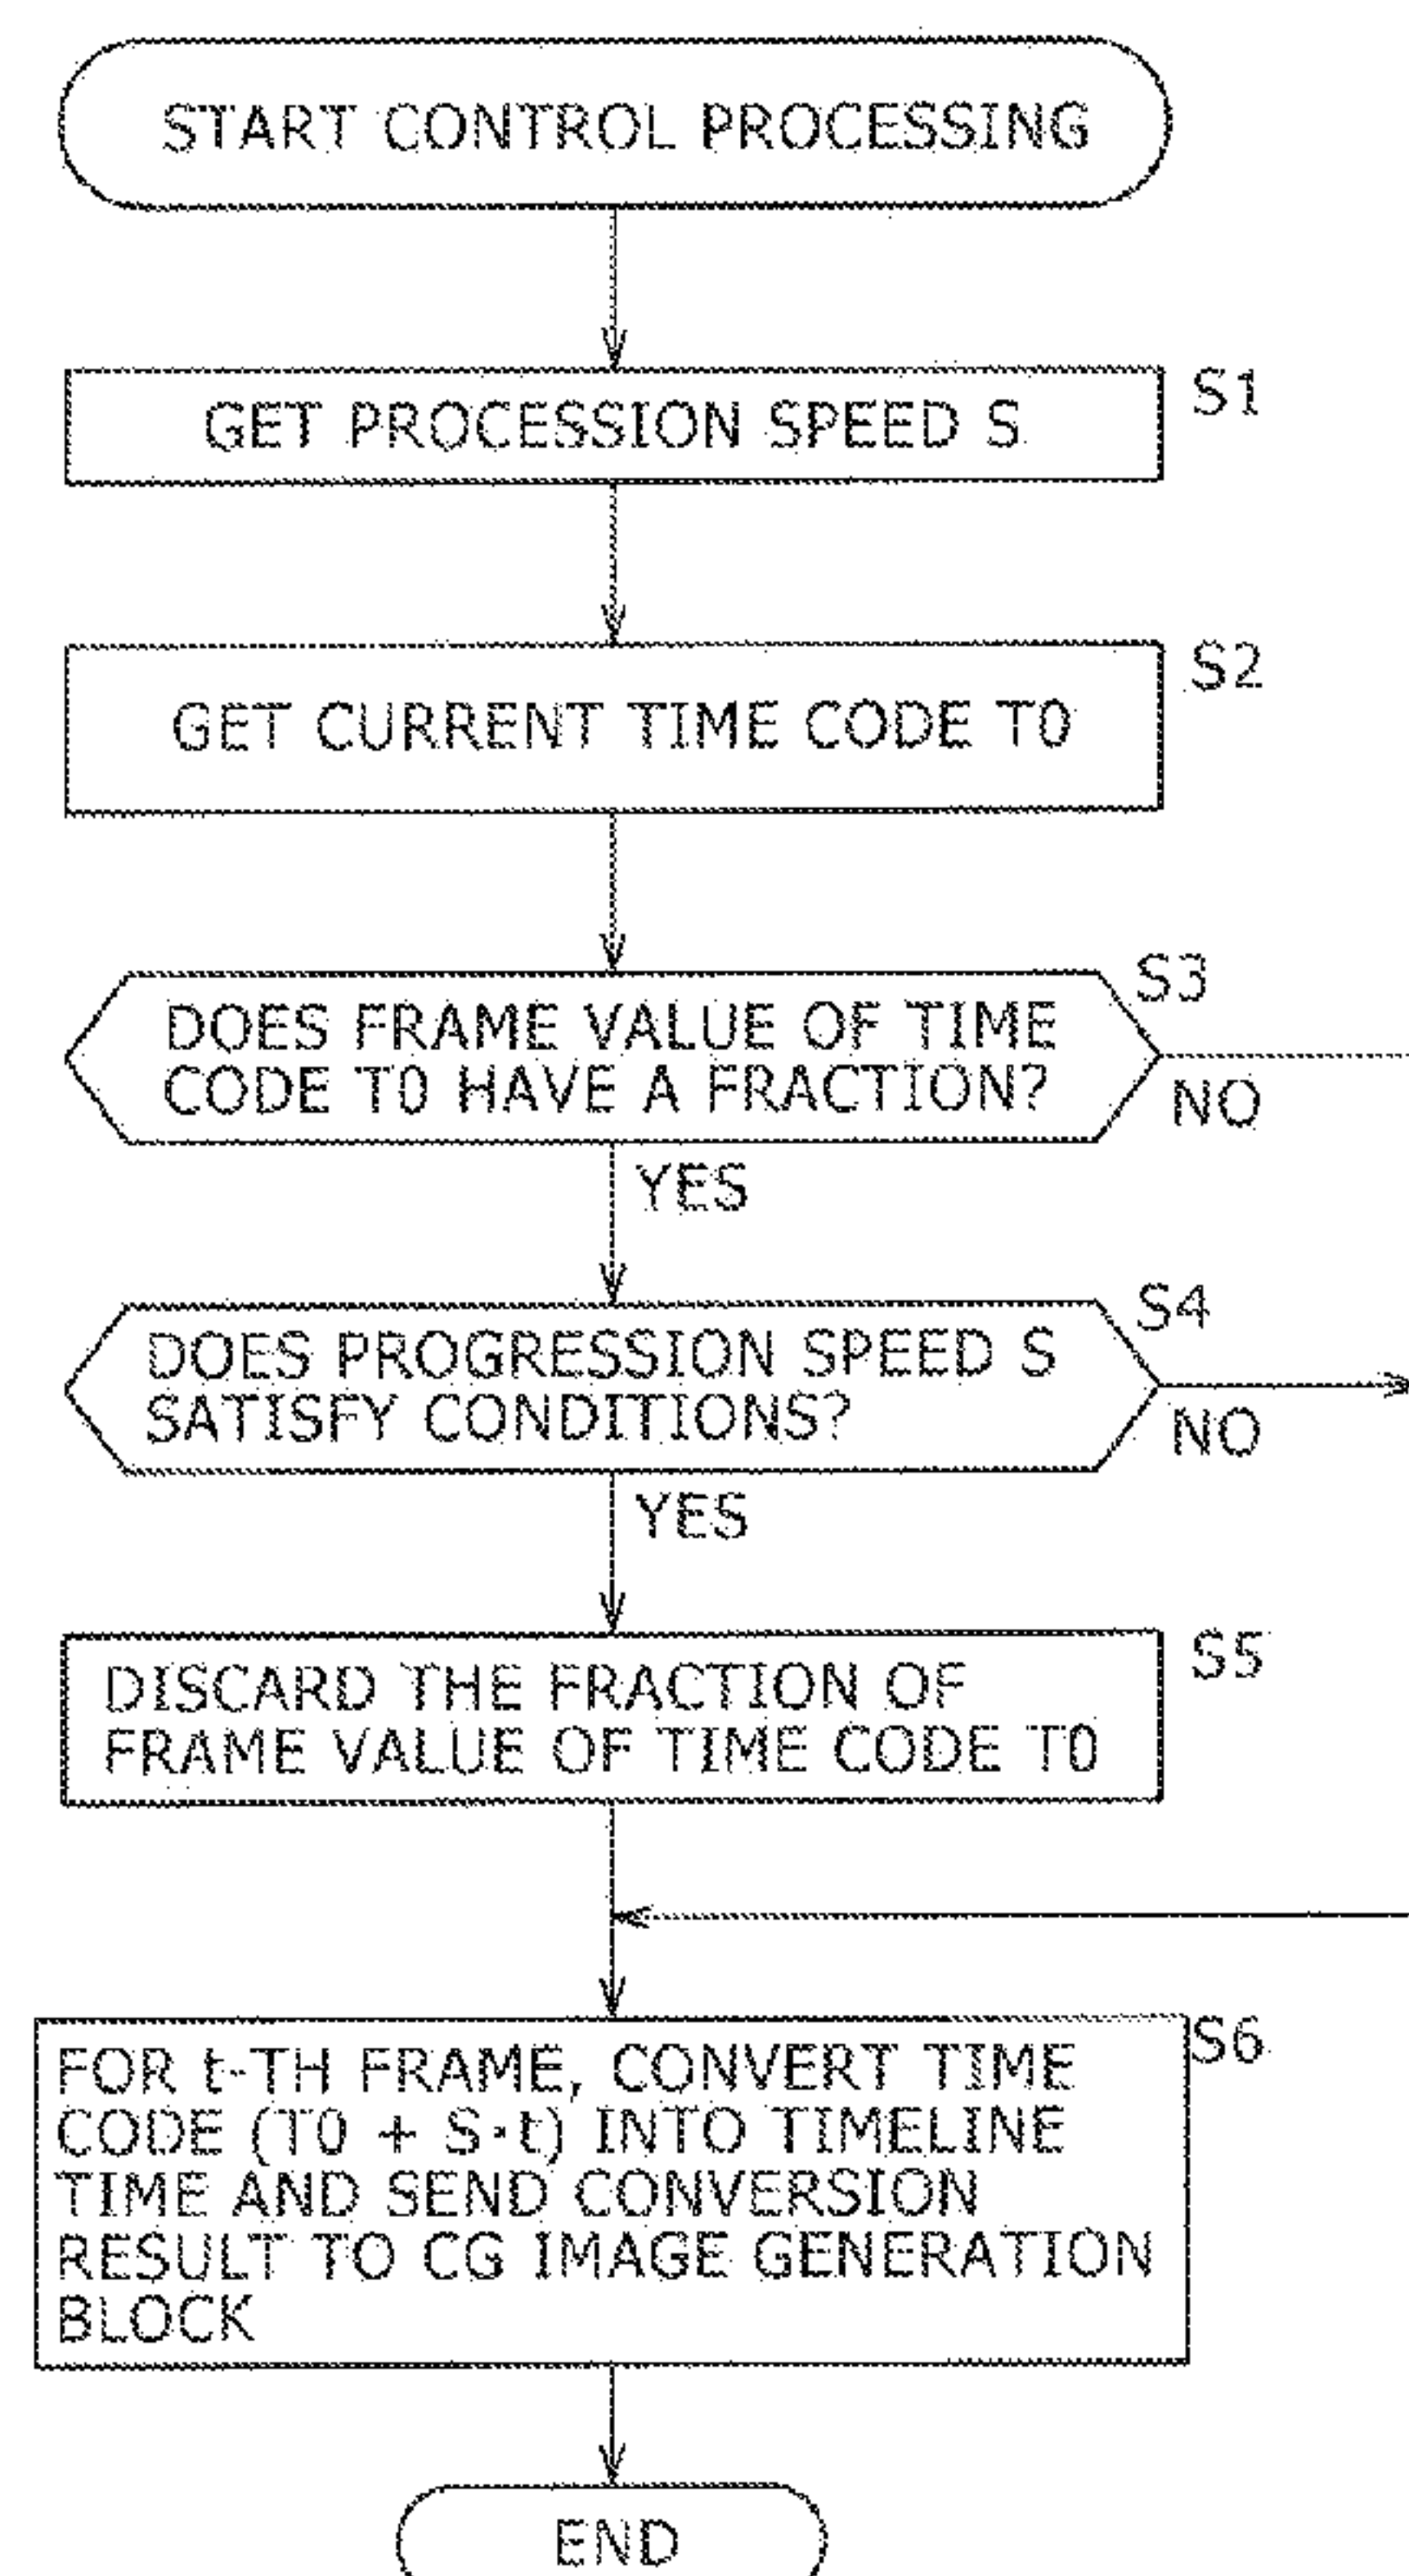 START CONTROL PROCESSING
GET PROCESSION SPEED S
S1
GET CURRENT TIME CODE T0
S2
DOES FRAME VALUE OF TIME
CODE T0 HAVE A FRACTION?
S3
NO
YES
DOES PROGRESSION SPEED S
SATISFY CONDITIONS?
S4
NO
YES
DISCARD THE FRACTION OF
FRAME VALUE OF TIME CODE T0
S5
FOR t-TH FRAME, CONVERT TIME
CODE (T0 + S·t) INTO TIMELINE
TIME AND SEND CONVERSION
RESULT TO CG IMAGE GENERATION
BLOCK
S6
END